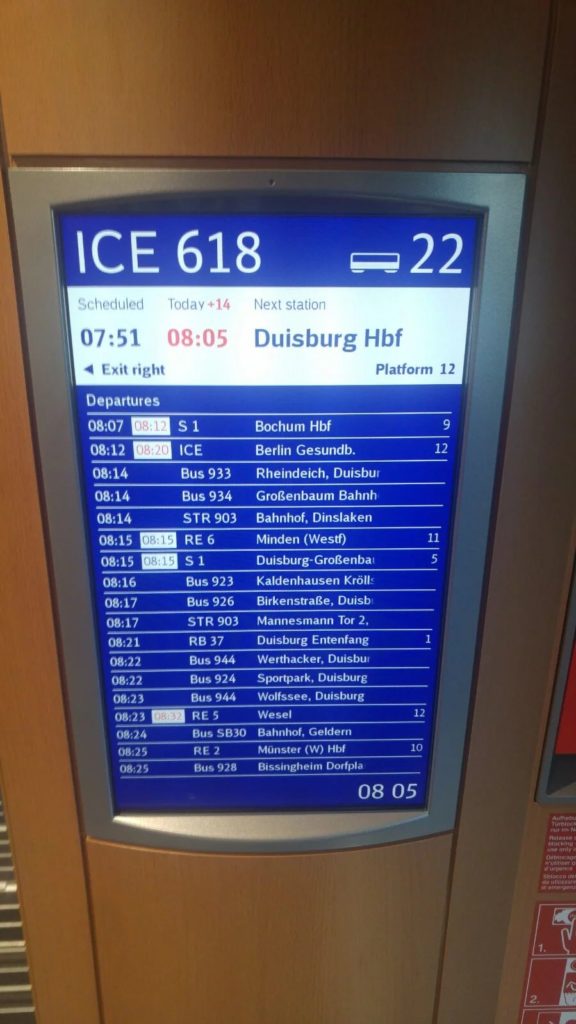 ICE 618 22
Scheduled Today +14 Next station
07:51 08:05 Duisburg Hbf
◄ Exit right Platform 12
Departures
08:07 08:12 S 1 Bochum Hbf 9
08:12 08:20 ICE Berlin Gesundb. 12
08:14 Bus 933 Rheindeich, Duisbur
08:14 Bus 934 Großenbaum Bahnh
08:14 STR 903 Bahnhof, Dinslaken
08:15 08:15 RE 6 Minden (Westf) 11
08:15 08:15 S 1 Duisburg-Großenba 5
08:16 Bus 923 Kaldenhausen Krölls
08:17 Bus 926 Birkenstraße, Duisb
08:17 STR 903 Mannesmann Tor 2,
08:21 RB 37 Duisburg Entenfang 1
08:22 Bus 944 Werthacker, Duisbu
08:22 Bus 924 Sportpark, Duisburg
08:23 Bus 944 Wolfssee, Duisburg
08:23 08:32 RE 5 Wesel 12
08:24 Bus SB30 Bahnhof, Geldern
08:25 RE 2 Münster (W) Hbf 10
08:25 Bus 928 Bissingheim Dorfpla
08 05
1.
2.